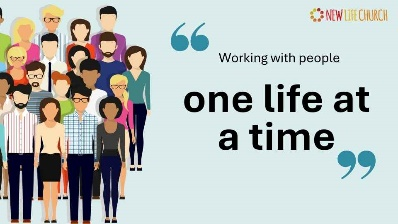 NEW LIFE CHURCH
Working with people
one life at
a time